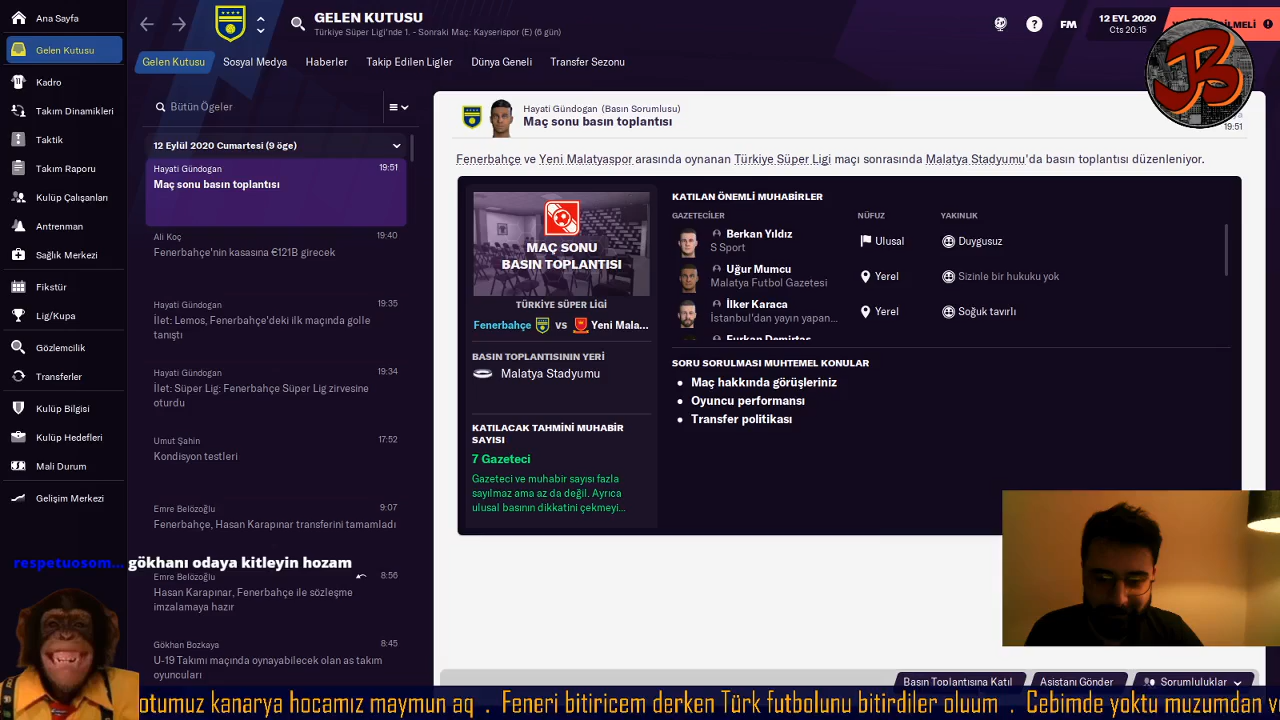 Ana Sayfa
Gelen Kutusu
Kadro
Takım Dinamikleri
Taktik
Takım Raporu
Kulüp Çalışanları
Antrenman
Sağlık Merkezi
Fikstür
Lig/Kupa
Gözlemcilik
Transferler
Kulüp Bilgisi
Kulüp Hedefleri
Mali Durum
Gelişim Merkezi
GELEN KUTUSU
Türkiye Süper Ligi'nde 1. - Sonraki Maç: Kayserispor (E) (6 gün)
FM
12 EYL 2020
Cts 20:15
Gelen Kutusu
Sosyal Medya
Haberler
Takip Edilen Ligler
Dünya Geneli
Transfer Sezonu
Bütün Ögeler
12 Eylül 2020 Cumartesi (9 öge)
Hayati Gündogan 19:51
Maç sonu basın toplantısı
Ali Koç 19:40
Fenerbahçe'nin kasasına €121B girecek
Hayati Gündogan 19:35
İlet: Lemos, Fenerbahçe'deki ilk maçında golle
tanıştı
Hayati Gündogan 19:34
İlet: Süper Lig: Fenerbahçe Süper Lig zirvesine
oturdu
Umut Şahin 17:52
Kondisyon testleri
Emre Belözoğlu 9:07
Fenerbahçe, Hasan Karapınar transferini tamamladı
respetuosom... gökhanı odaya kitleyin hozam
Emre Belözoğlu 8:56
Hasan Karapınar, Fenerbahçe ile sözleşme
imzalamaya hazır
Gökhan Bozkaya 8:45
U-19 Takımı maçında oynayabilecek olan as takım
oyuncuları
Hayati Gündogan (Basın Sorumlusu)
Maç sonu basın toplantısı
19:51
Fenerbahçe ve Yeni Malatyaspor arasında oynanan Türkiye Süper Ligi maçı sonrasında Malatya Stadyumu'da basın toplantısı düzenleniyor.
MAÇ SONU
BASIN TOPLANTISI
TÜRKİYE SÜPER LİGİ
Fenerbahçe vs Yeni Mala...
BASIN TOPLANTISININ YERİ
Malatya Stadyumu
KATILACAK TAHMİNİ MUHABİR
SAYISI
7 Gazeteci
Gazeteci ve muhabir sayısı fazla
sayılmaz ama az da değil. Ayrıca
ulusal basının dikkatini çekmeyi...
KATILAN ÖNEMLİ MUHABİRLER
GAZETECİLER NÜFUZ YAKINLIK
Berkan Yıldız
S Sport
Ulusal
Duygusuz
Uğur Mumcu
Malatya Futbol Gazetesi
Yerel
Sizinle bir hukuku yok
İlker Karaca
İstanbul'dan yayın yapan...
Yerel
Soğuk tavırlı
Furkan Demirtaş
SORU SORULMASI MUHTEMEL KONULAR
Maç hakkında görüşleriniz
Oyuncu performansı
Transfer politikası
Basın Toplantısına Katıl
Asistanı Gönder
Sorumluluklar
otumuz kanarya hocamız maymun aq . Feneri bitiricem derken Türk futbolunu bitirdiler oluum . Cebimde yoktu muzumdan v